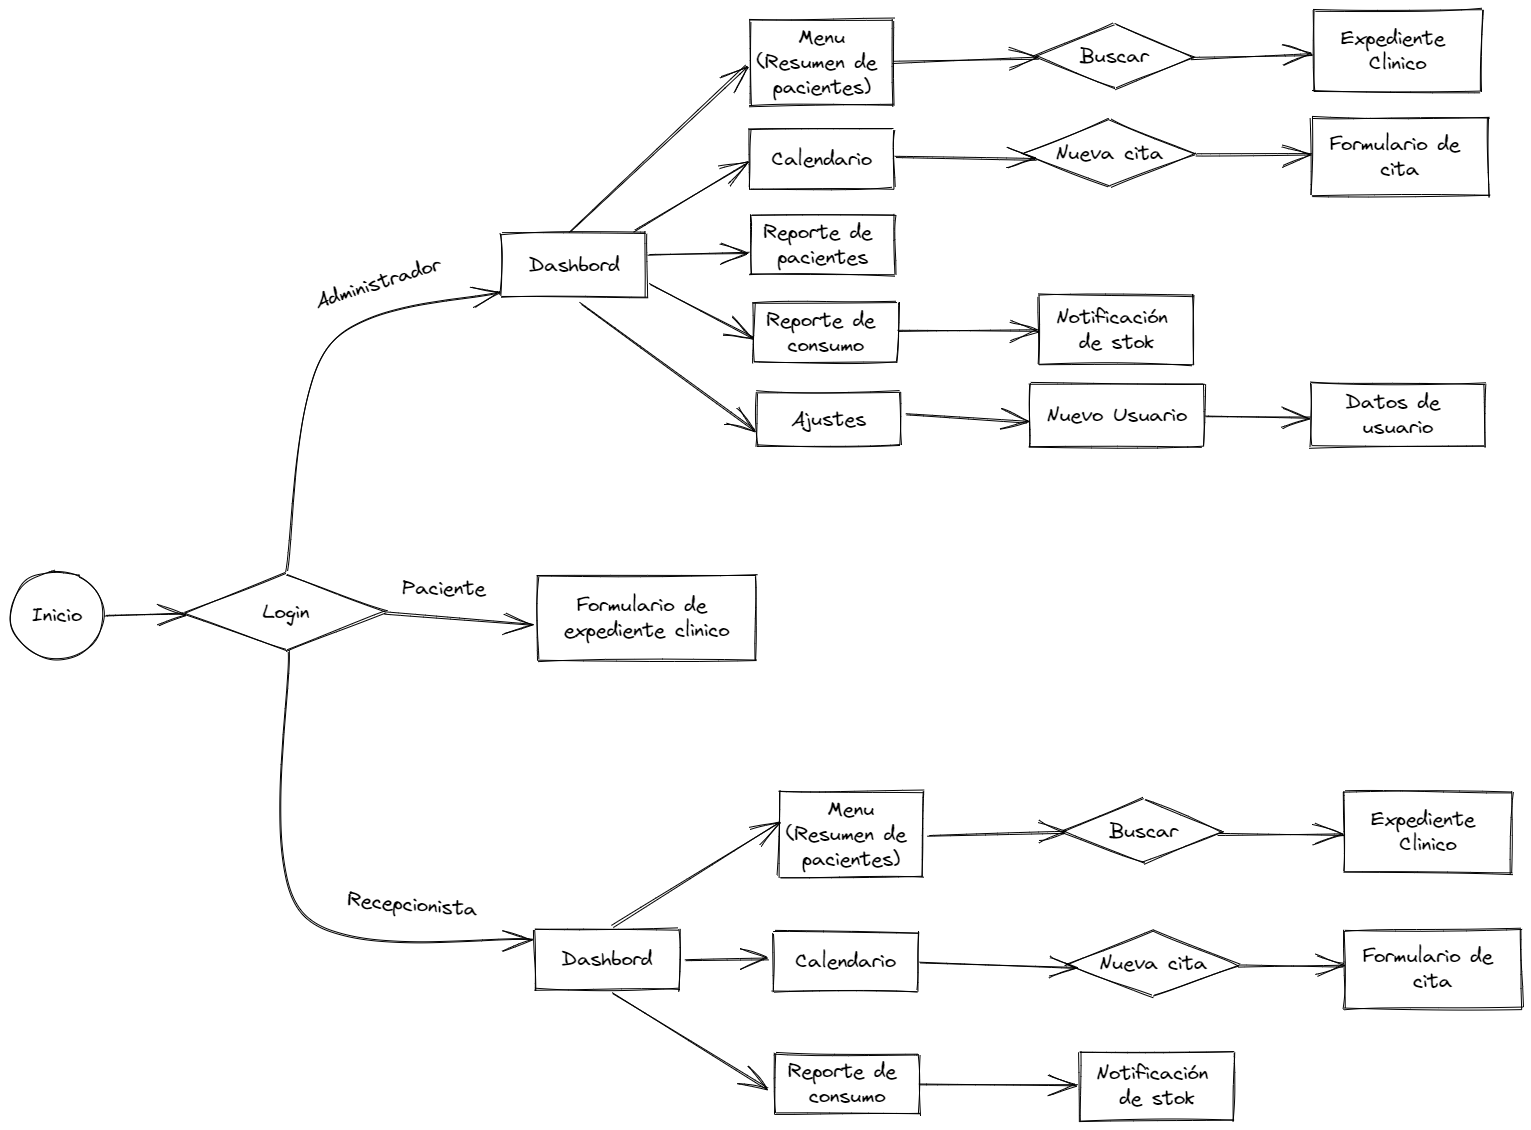 Menu
(Resumen de
pacientes)
Buscar
Expediente
Clinico
Calendario
Nueva cita
Formulario de
cita
Reporte de
pacientes
Dashbord
Administrador
Reporte de
consumo
Notificación
de stok
Ajustes
Nuevo Usuario
Datos de
usuario
Inicio
Login
Paciente
Formulario de
expediente clinico
Recepcionista
Dashbord
Menu
(Resumen de
pacientes)
Buscar
Expediente
Clinico
Calendario
Nueva cita
Formulario de
cita
Reporte de
consumo
Notificación
de stok